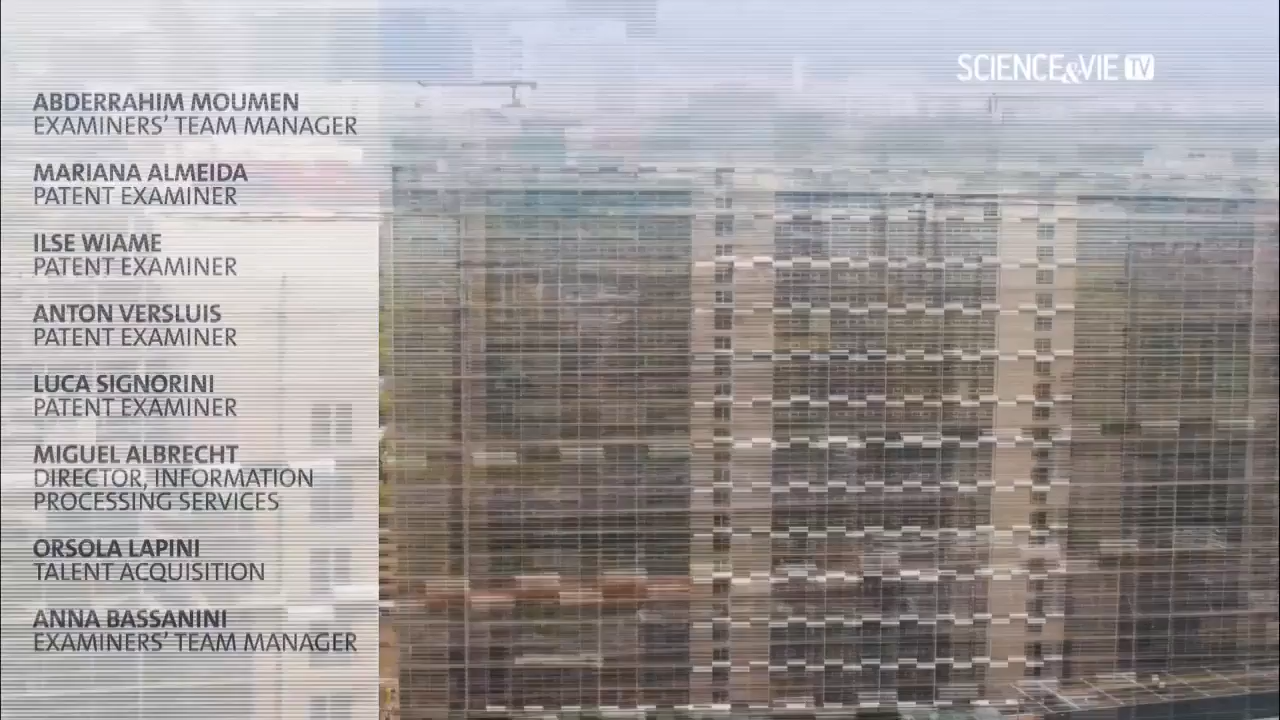 SCIENCE&VIE TV
ABDERRAHIM MOUMEN
EXAMINERS' TEAM MANAGER
MARIANA ALMEIDA
PATENT EXAMINER
ILSE WIAME
PATENT EXAMINER
ANTON VERSLUIS
PATENT EXAMINER
LUCA SIGNORINI
PATENT EXAMINER
MIGUEL ALBRECHT
DIRECTOR, INFORMATION
PROCESSING SERVICES
ORSOLA LAPINI
TALENT ACQUISITION
ANNA BASSANINI
EXAMINERS' TEAM MANAGER